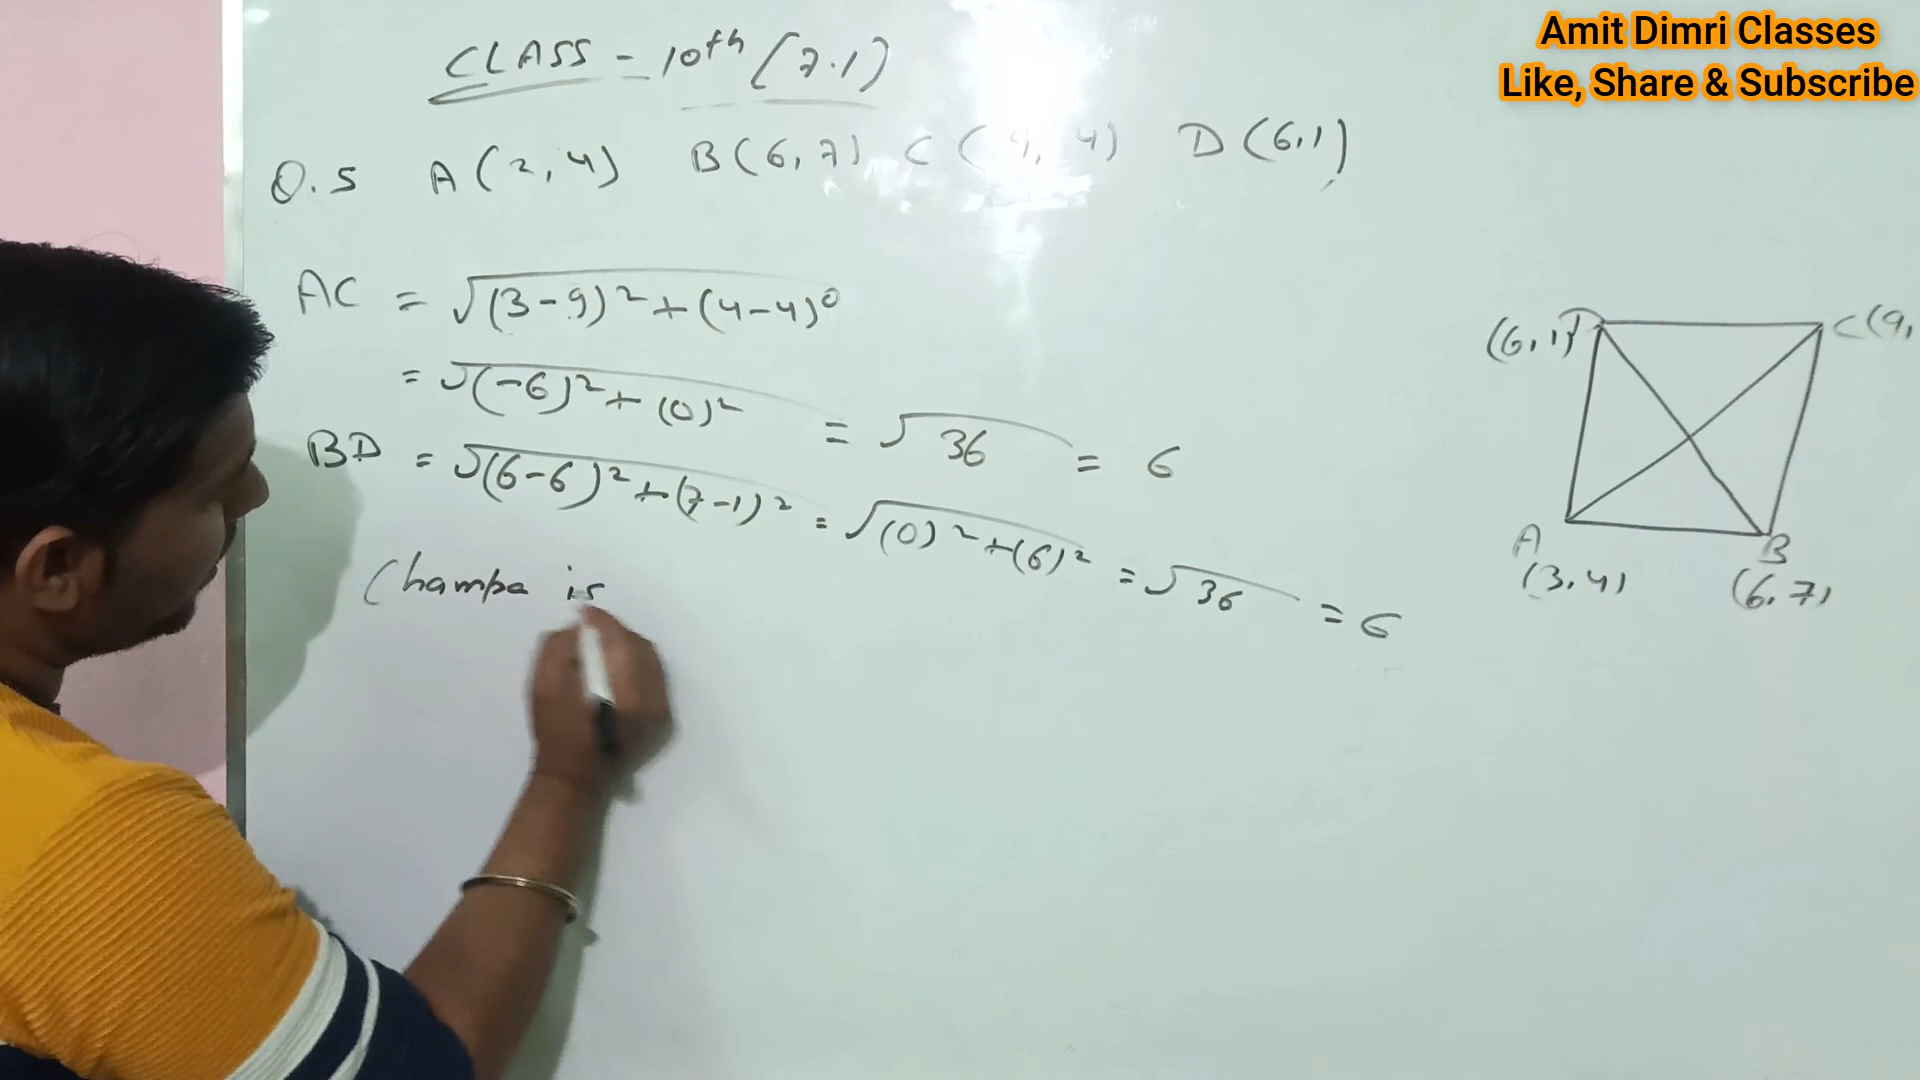 Amit Dimri Classes
Like, Share & Subscribe
CLASS - 10th (7.1)
Q.5 A(2,4) B(6,7) C(9,4) D(6,1)
AC = √(3-9)² + (4-4)⁰
= √(-6)² + (0)² = √36 = 6
BD = √(6-6)² + (7-1)² = √(0)² + (6)² = √36 = 6
Champa is
(6,1) D C(9,
A B
(3,4) (6,7)